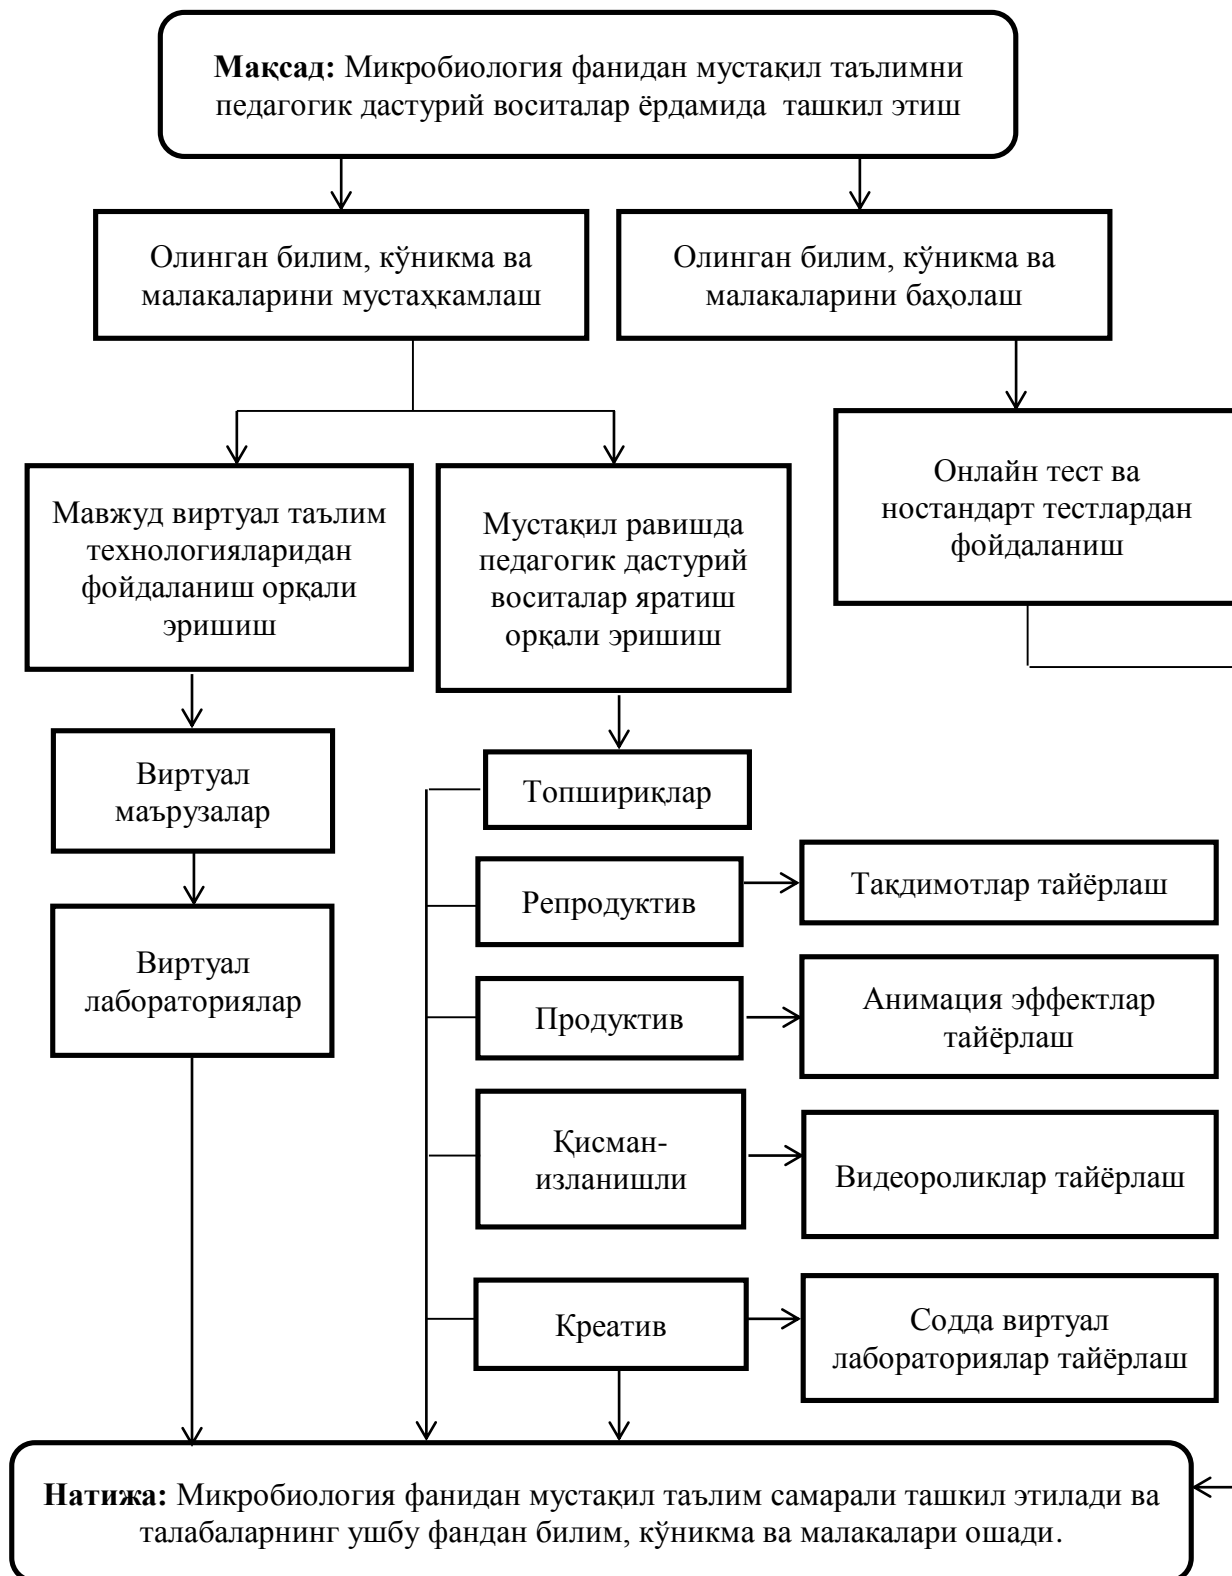 Мақсад: Микробиология фанидан мустақил таълимни
педагогик дастурий воситалар ёрдамида ташкил этиш
Олинган билим, кўникма ва
малакаларини мустаҳкамлаш
Олинган билим, кўникма ва
малакаларини баҳолаш
Мавжуд виртуал таълим
технологияларидан
фойдаланиш орқали
эришиш
Мустақил равишда
педагогик дастурий
воситалар яратиш
орқали эришиш
Онлайн тест ва
ностандарт тестлардан
фойдаланиш
Виртуал
маърузалар
Виртуал
лабораториялар
Топшириқлар
Репродуктив
Тақдимотлар тайёрлаш
Продуктив
Анимация эффектлар
тайёрлаш
Қисман-
изланишли
Видеороликлар тайёрлаш
Креатив
Содда виртуал
лабораториялар тайёрлаш
Натижа: Микробиология фанидан мустақил таълим самарали ташкил этилади ва
талабаларнинг ушбу фандан билим, кўникма ва малакалари ошади.